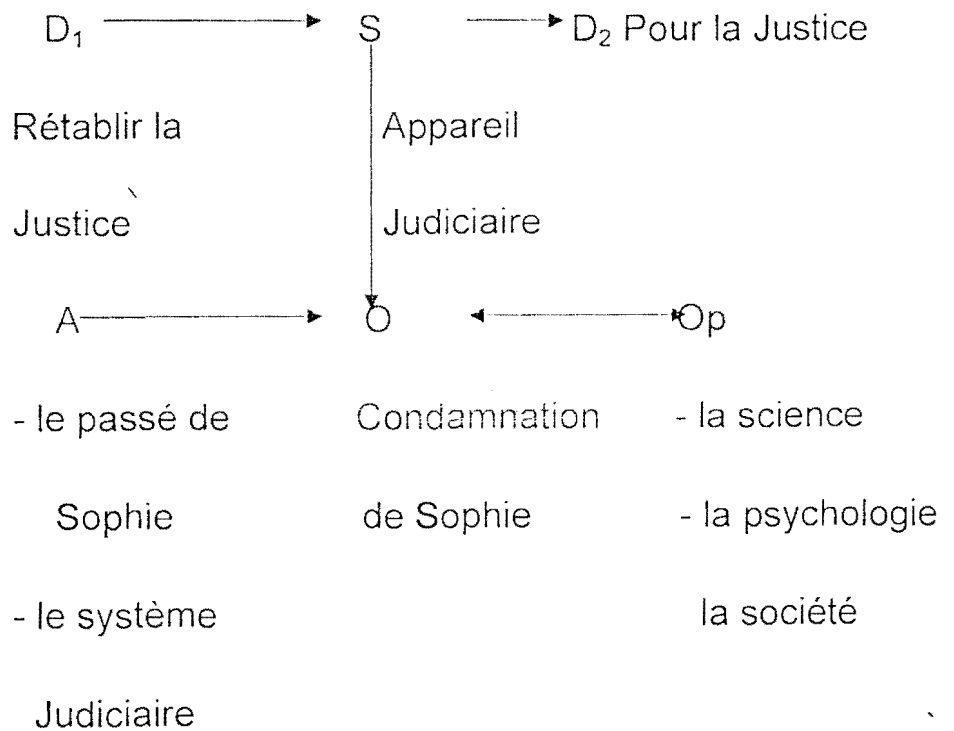 D₁ S D₂ Pour la Justice
Rétablir la Appareil
Justice Judiciaire
A O Op
- le passé de Condamnation - la science
Sophie de Sophie - la psychologie
- le système la société
Judiciaire